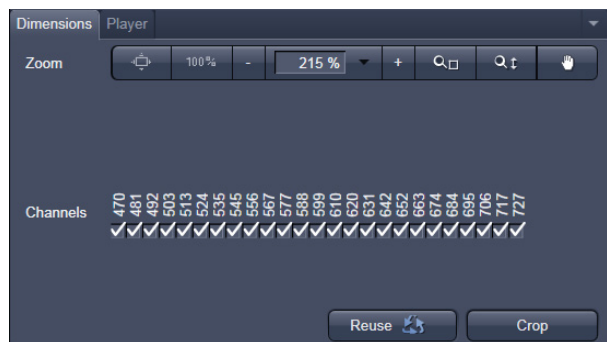 Dimensions Player
Zoom 100% - 215 % +
470 481 492 503 513 524 535 545 556 567 577 588 599 610 620 631 642 652 663 674 684 695 706 717 727
Channels
Reuse Crop